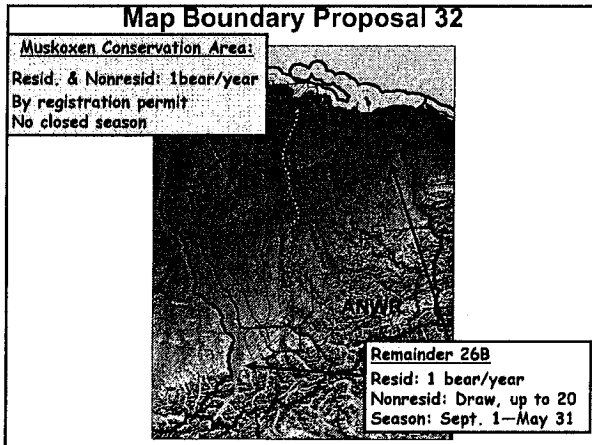 Map Boundary Proposal 32
Muskoxen Conservation Area:
Resid. & Nonresid: 1bear/year
By registration permit
No closed season
ANWR
Remainder 26B
Resid: 1 bear/year
Nonresid: Draw, up to 20
Season: Sept. 1—May 31